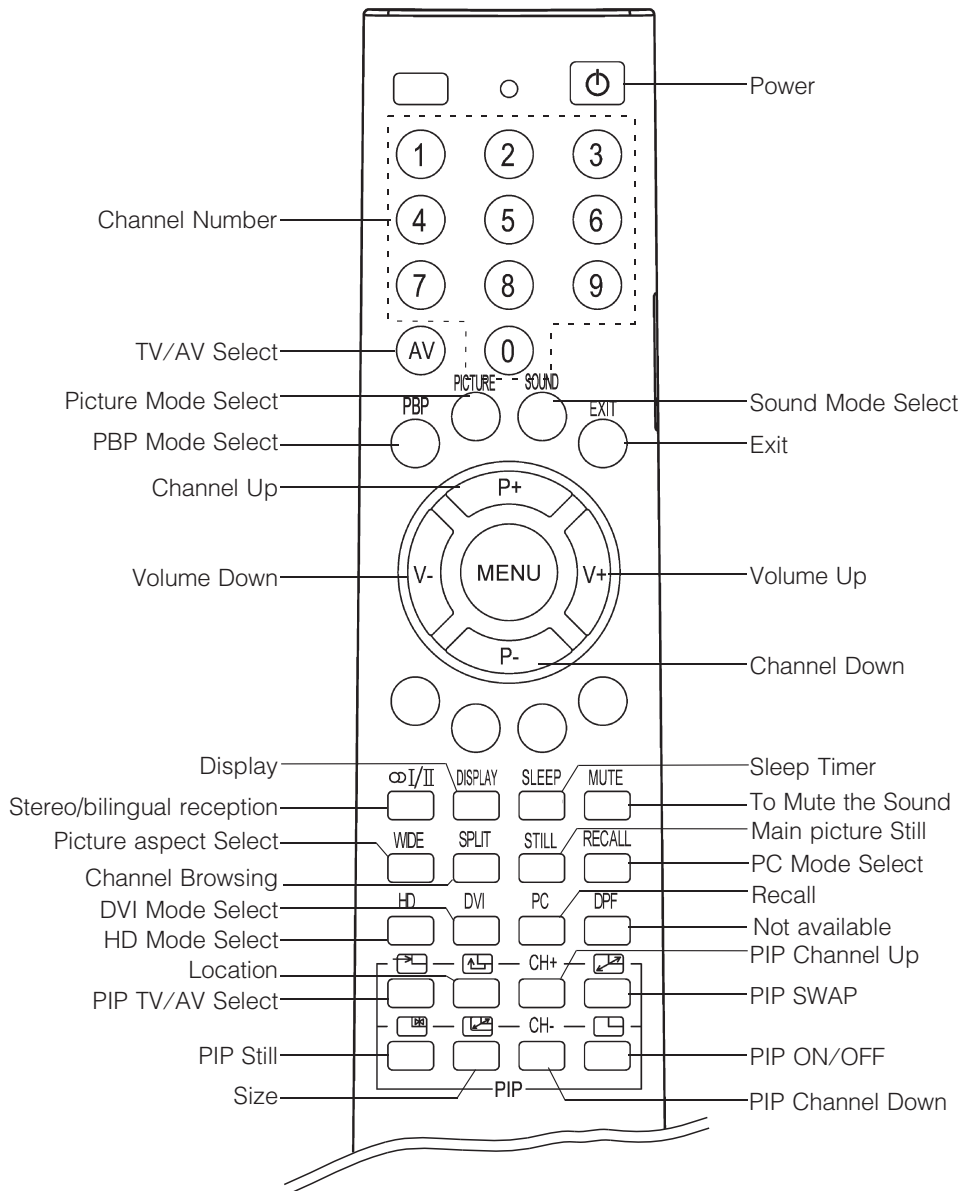 Power
1 2 3
Channel Number
4 5 6
7 8 9
TV/AV Select
AV 0
PICTURE SOUND
Picture Mode Select
PBP EXIT
Sound Mode Select
PBP Mode Select
Exit
Channel Up
P+
Volume Down
V- MENU V+
Volume Up
P-
Channel Down
Display
Sleep Timer
I/II DISPLAY SLEEP MUTE
Stereo/bilingual reception
To Mute the Sound
Main picture Still
Picture aspect Select
WIDE SPLIT STILL RECALL
PC Mode Select
Channel Browsing
Recall
DVI Mode Select
HD DVI PC DPF
Not available
HD Mode Select
PIP Channel Up
Location
CH+
PIP TV/AV Select
PIP SWAP
CH-
PIP Still
PIP ON/OFF
Size
PIP
PIP Channel Down